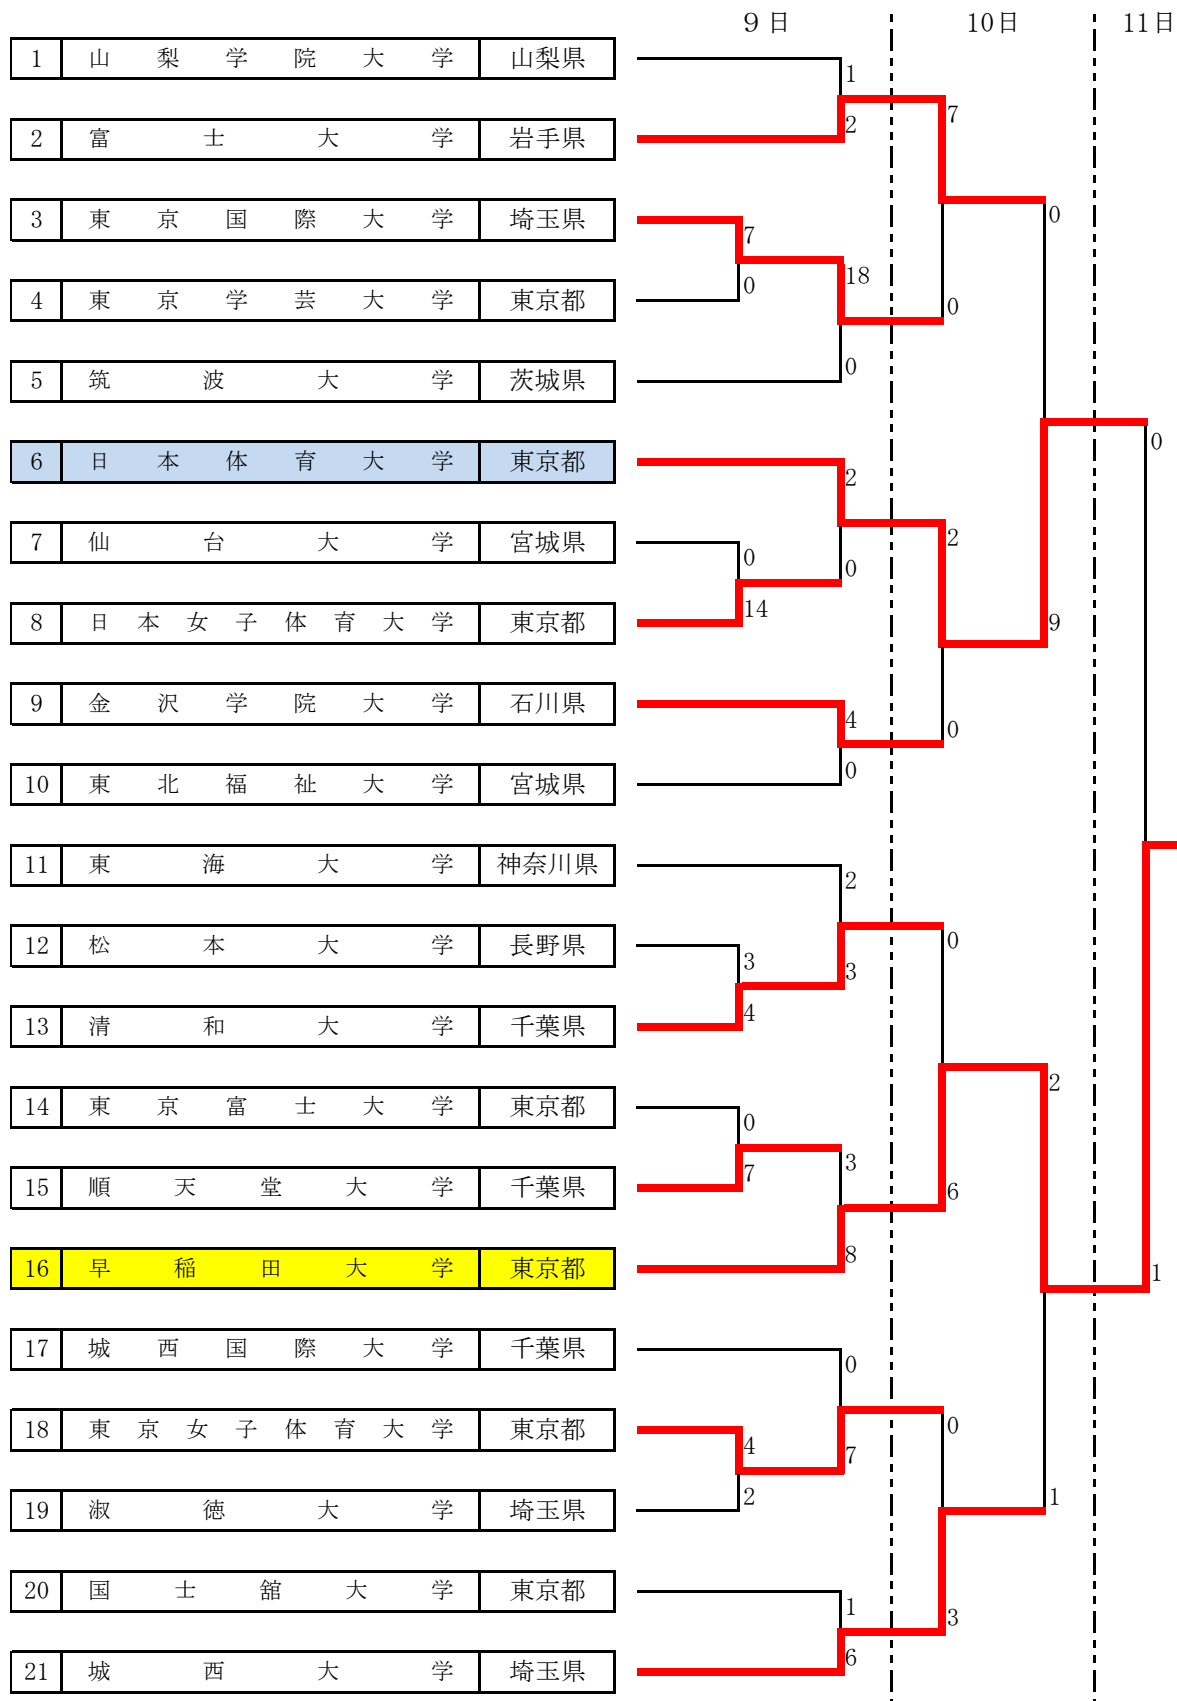 9日 10日 11日
1 山梨学院大学 山梨県
1
2 富士大学 岩手県
2
7
3 東京国際大学 埼玉県
7
0
4 東京学芸大学 東京都
0
18
0
5 筑波大学 茨城県
0
6 日本体育大学 東京都
2
0
7 仙台大学 宮城県
0
0
2
8 日本女子体育大学 東京都
14
9
9 金沢学院大学 石川県
4
0
10 東北福祉大学 宮城県
0
11 東海大学 神奈川県
2
12 松本大学 長野県
3
3
0
13 清和大学 千葉県
4
14 東京富士大学 東京都
0
2
15 順天堂大学 千葉県
7
3
6
16 早稲田大学 東京都
8
1
17 城西国際大学 千葉県
0
18 東京女子体育大学 東京都
4
7
0
19 淑徳大学 埼玉県
2
1
20 国士舘大学 東京都
1
3
21 城西大学 埼玉県
6